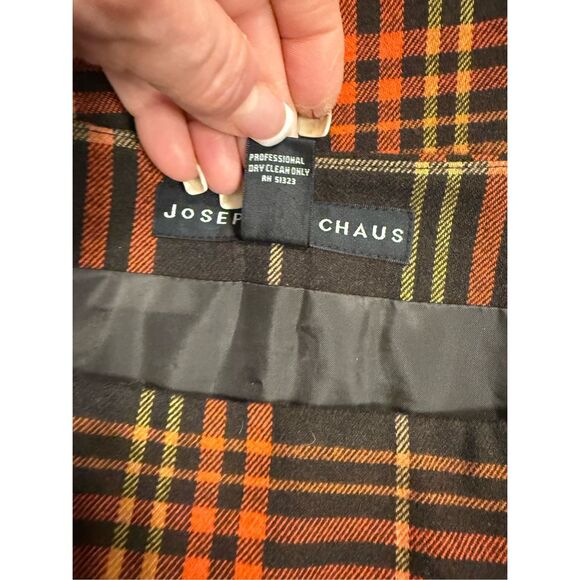 PROFESSIONAL
DRY CLEAN ONLY
RN 51323
JoSEP CHAUS